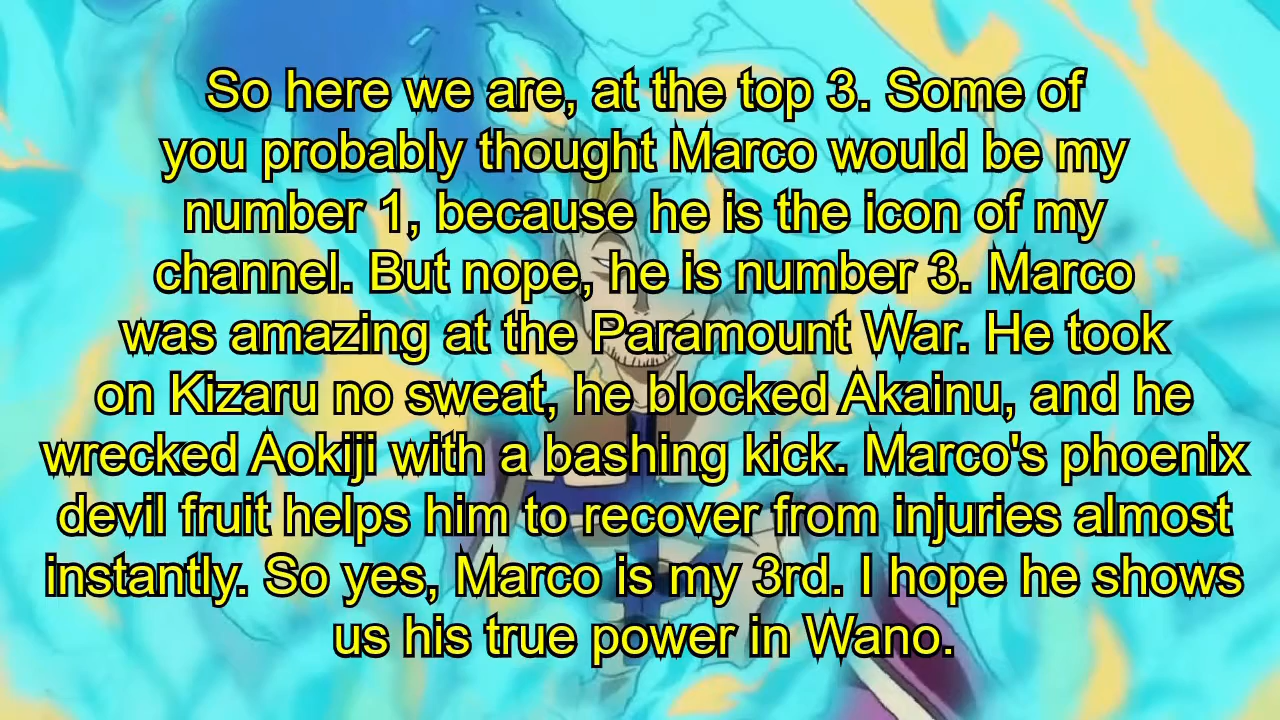 So here we are, at the top 3. Some of
you probably thought Marco would be my
number 1, because he is the icon of my
channel. But nope, he is number 3. Marco
was amazing at the Paramount War. He took
on Kizaru no sweat, he blocked Akainu, and he
wrecked Aokiji with a bashing kick. Marco's phoenix
devil fruit helps him to recover from injuries almost
instantly. So yes, Marco is my 3rd. I hope he shows
us his true power in Wano.